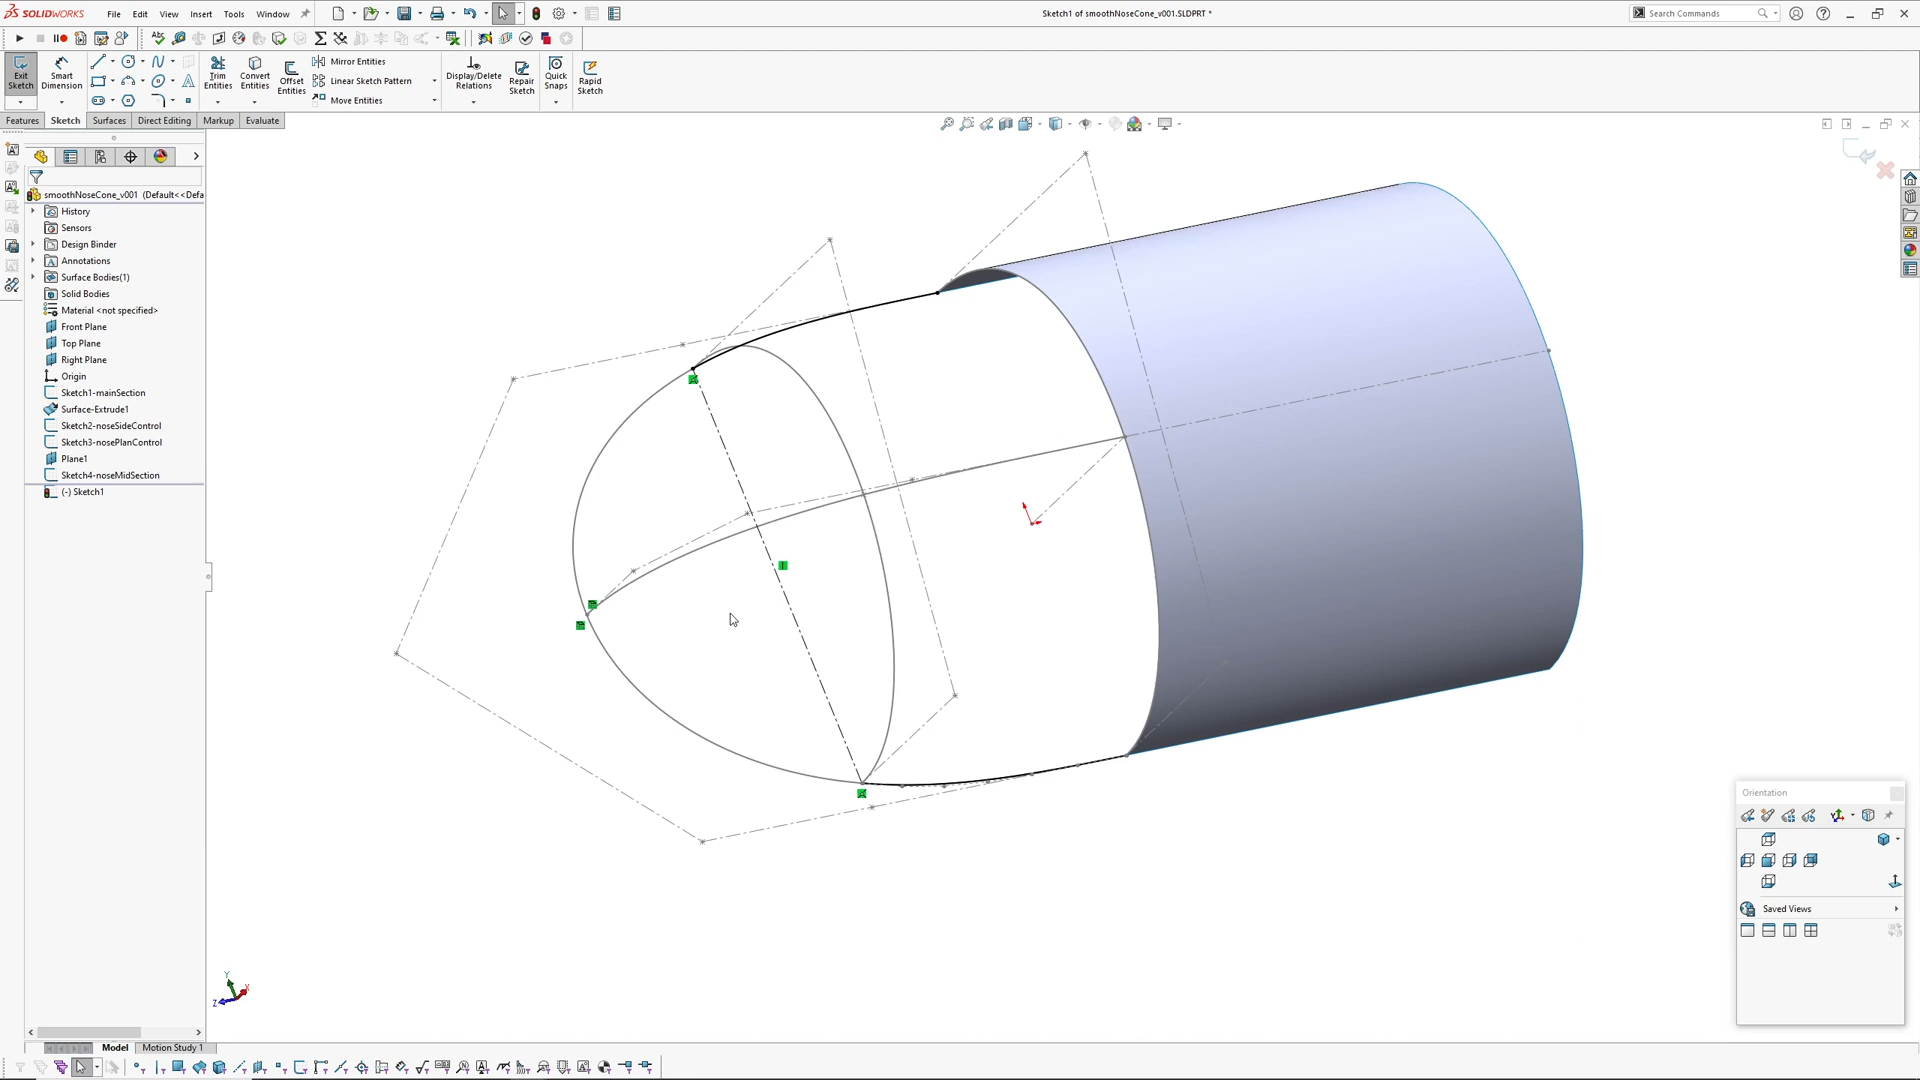 SOLIDWORKS
File Edit View Insert Tools Window
Sketch1 of smoothNoseCone_v001.SLDPRT *
Search Commands
Exit Sketch
Smart Dimension
Trim Entities
Convert Entities
Offset Entities
Mirror Entities
Linear Sketch Pattern
Move Entities
Display/Delete Relations
Repair Sketch
Quick Snaps
Rapid Sketch
Features Sketch Surfaces Direct Editing Markup Evaluate
smoothNoseCone_v001 (Default<<Defa
History
Sensors
Design Binder
Annotations
Surface Bodies(1)
Solid Bodies
Material <not specified>
Front Plane
Top Plane
Right Plane
Origin
Sketch1-mainSection
Surface-Extrude1
Sketch2-noseSideControl
Sketch3-nosePlanControl
Plane1
Sketch4-noseMidSection
(-) Sketch1
Orientation
Saved Views
Y
X
Z
Model Motion Study 1